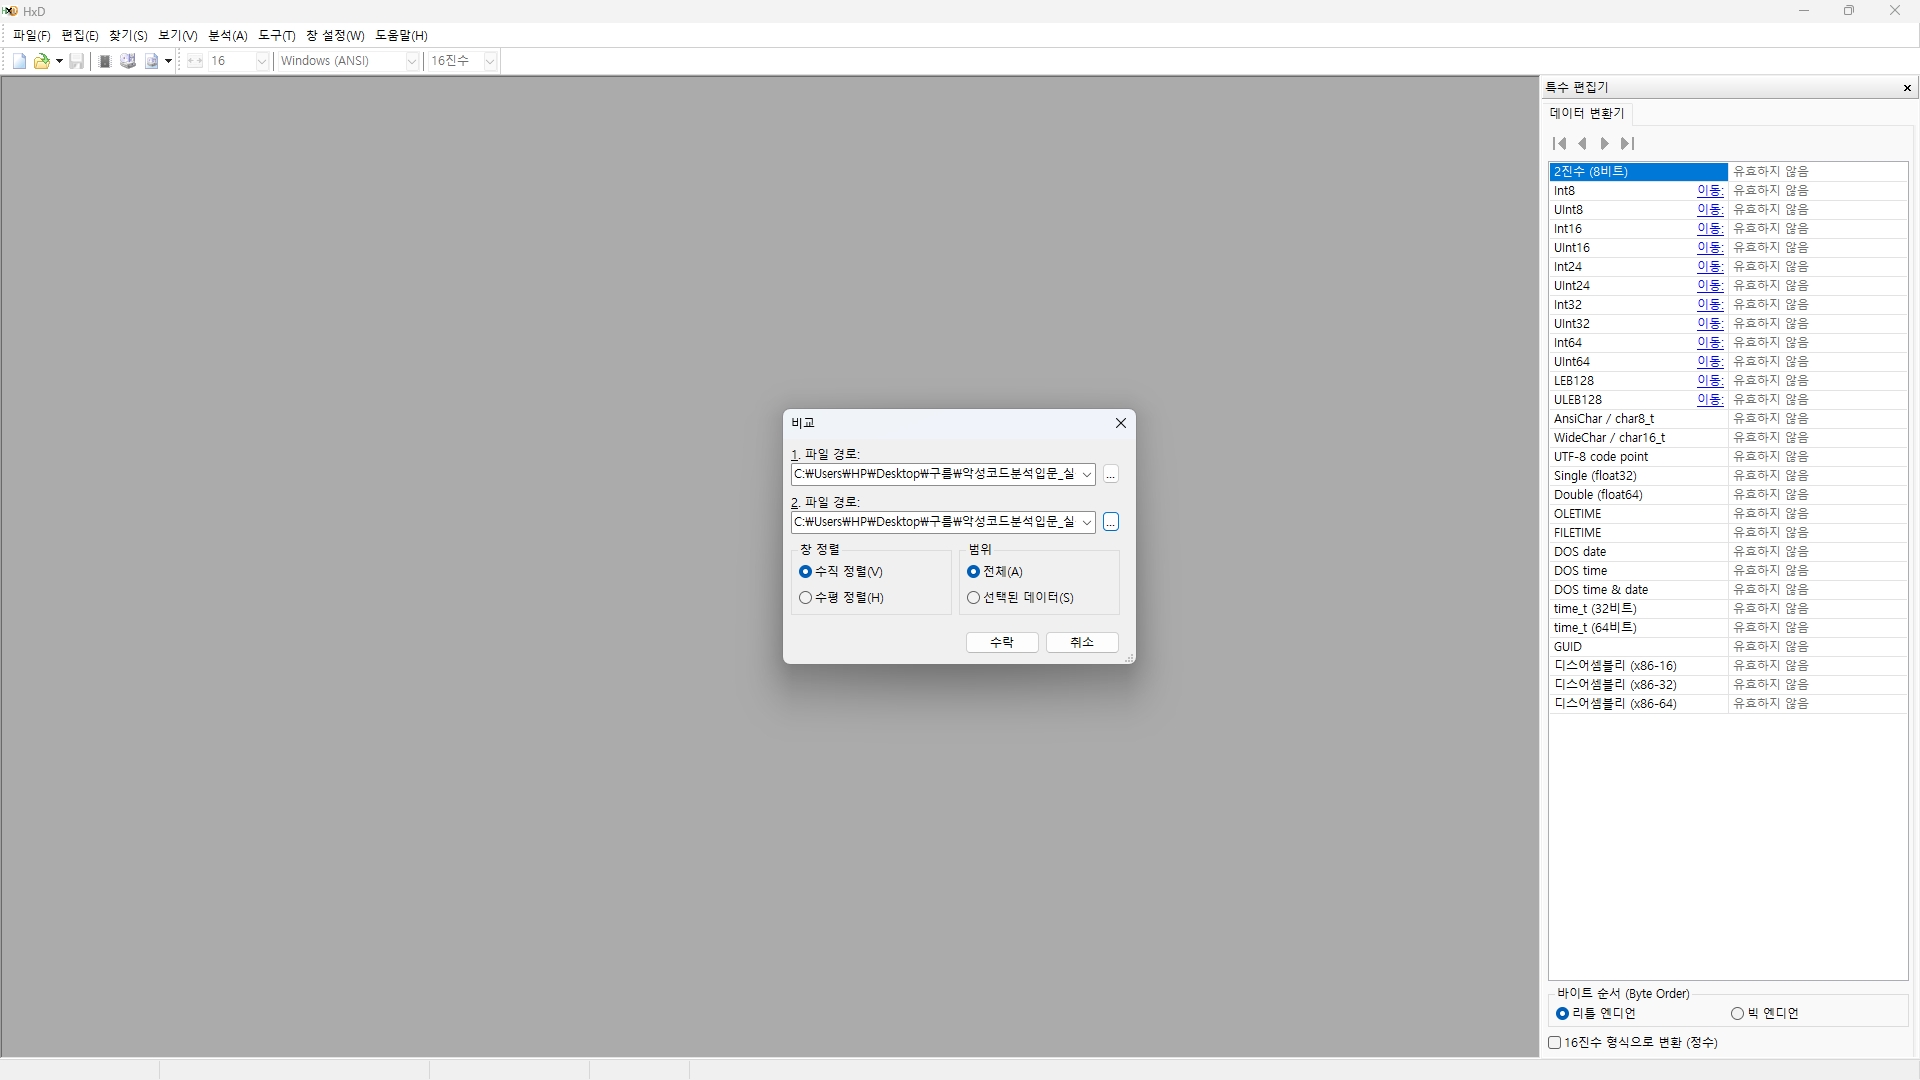 HxD
파일(F) 편집(E) 찾기(S) 보기(V) 분석(A) 도구(T) 창 설정(W) 도움말(H)
16 Windows (ANSI) 16진수
특수 편집기
데이터 변환기
2진수 (8비트) 유효하지 않음
Int8 이동: 유효하지 않음
UInt8 이동: 유효하지 않음
Int16 이동: 유효하지 않음
UInt16 이동: 유효하지 않음
Int24 이동: 유효하지 않음
UInt24 이동: 유효하지 않음
Int32 이동: 유효하지 않음
UInt32 이동: 유효하지 않음
Int64 이동: 유효하지 않음
UInt64 이동: 유효하지 않음
LEB128 이동: 유효하지 않음
ULEB128 이동: 유효하지 않음
AnsiChar / char8_t 유효하지 않음
WideChar / char16_t 유효하지 않음
UTF-8 code point 유효하지 않음
Single (float32) 유효하지 않음
Double (float64) 유효하지 않음
OLETIME 유효하지 않음
FILETIME 유효하지 않음
DOS date 유효하지 않음
DOS time 유효하지 않음
DOS time & date 유효하지 않음
time_t (32비트) 유효하지 않음
time_t (64비트) 유효하지 않음
GUID 유효하지 않음
디스어셈블리 (x86-16) 유효하지 않음
디스어셈블리 (x86-32) 유효하지 않음
디스어셈블리 (x86-64) 유효하지 않음
바이트 순서 (Byte Order)
리틀 엔디언 빅 엔디언
16진수 형식으로 변환 (정수)
비교
1. 파일 경로:
C:₩Users₩HP₩Desktop₩구름₩악성코드분석입문_실 ...
2. 파일 경로:
C:₩Users₩HP₩Desktop₩구름₩악성코드분석입문_실 ...
창 정렬 범위
수직 정렬(V) 전체(A)
수평 정렬(H) 선택된 데이터(S)
수락 취소